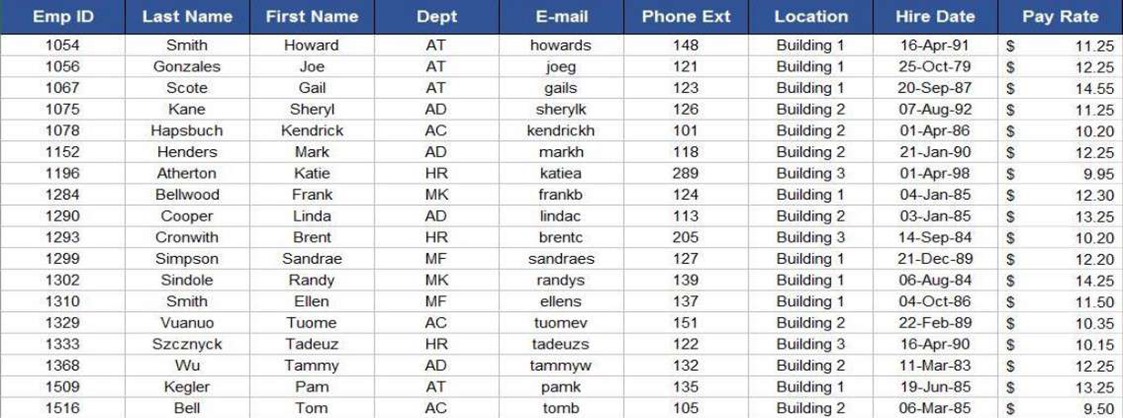 Emp ID Last Name First Name Dept E-mail Phone Ext Location Hire Date Pay Rate
1054 Smith Howard AT howards 148 Building 1 16-Apr-91 $ 11.25
1056 Gonzales Joe AT joeg 121 Building 1 25-Oct-79 $ 12.25
1067 Scote Gail AT gails 123 Building 1 20-Sep-87 $ 14.55
1075 Kane Sheryl AD sherylk 126 Building 2 07-Aug-92 $ 11.25
1078 Hapsbuch Kendrick AC kendrickh 101 Building 2 01-Apr-86 $ 10.20
1152 Henders Mark AD markh 118 Building 2 21-Jan-90 $ 12.25
1196 Atherton Katie HR katiea 289 Building 3 01-Apr-98 $ 9.95
1284 Bellwood Frank MK frankb 124 Building 1 04-Jan-85 $ 12.30
1290 Cooper Linda AD lindac 113 Building 2 03-Jan-85 $ 13.25
1293 Cronwith Brent HR brentc 205 Building 3 14-Sep-84 $ 10.20
1299 Simpson Sandrae MF sandraes 127 Building 1 21-Dec-89 $ 12.20
1302 Sindole Randy MK randys 139 Building 1 06-Aug-84 $ 14.25
1310 Smith Ellen MF ellens 137 Building 1 04-Oct-86 $ 11.50
1329 Vuanuo Tuome AC tuomev 151 Building 2 22-Feb-89 $ 10.35
1333 Szcznyck Tadeuz HR tadeuzs 122 Building 3 16-Apr-90 $ 10.15
1368 Wu Tammy AD tammyw 132 Building 2 11-Mar-83 $ 12.25
1509 Kegler Pam AT pamk 135 Building 1 19-Jun-85 $ 13.25
1516 Bell Tom AC tomb 105 Building 2 06-Mar-85 $ 9.50